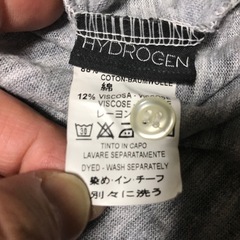 HYDROGEN
COTON BAUMWOLLE
綿
12% VISCOSA
VISCOSE
レーヨン
30
TINTO IN CAPO
LAVARE SEPARATAMENTE
DYED - WASH SEPARATELY
染め・イン・チーフ
別々に洗う